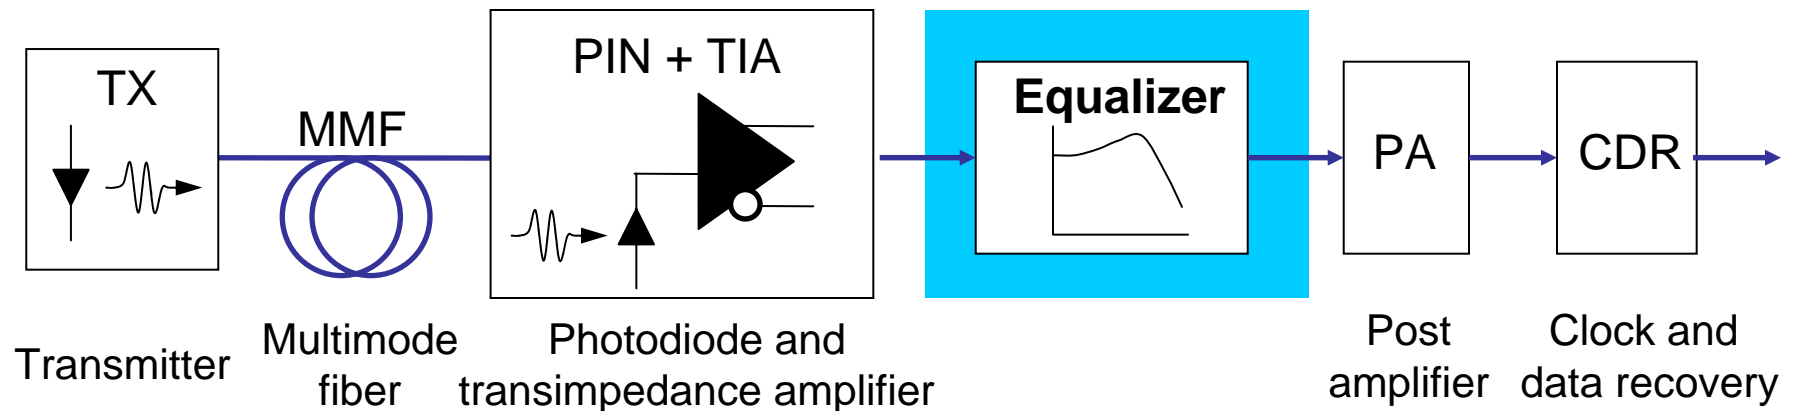 TX
MMF
PIN + TIA
Equalizer
PA
CDR
Transmitter
Multimode
fiber
Photodiode and
transimpedance amplifier
Post
amplifier
Clock and
data recovery